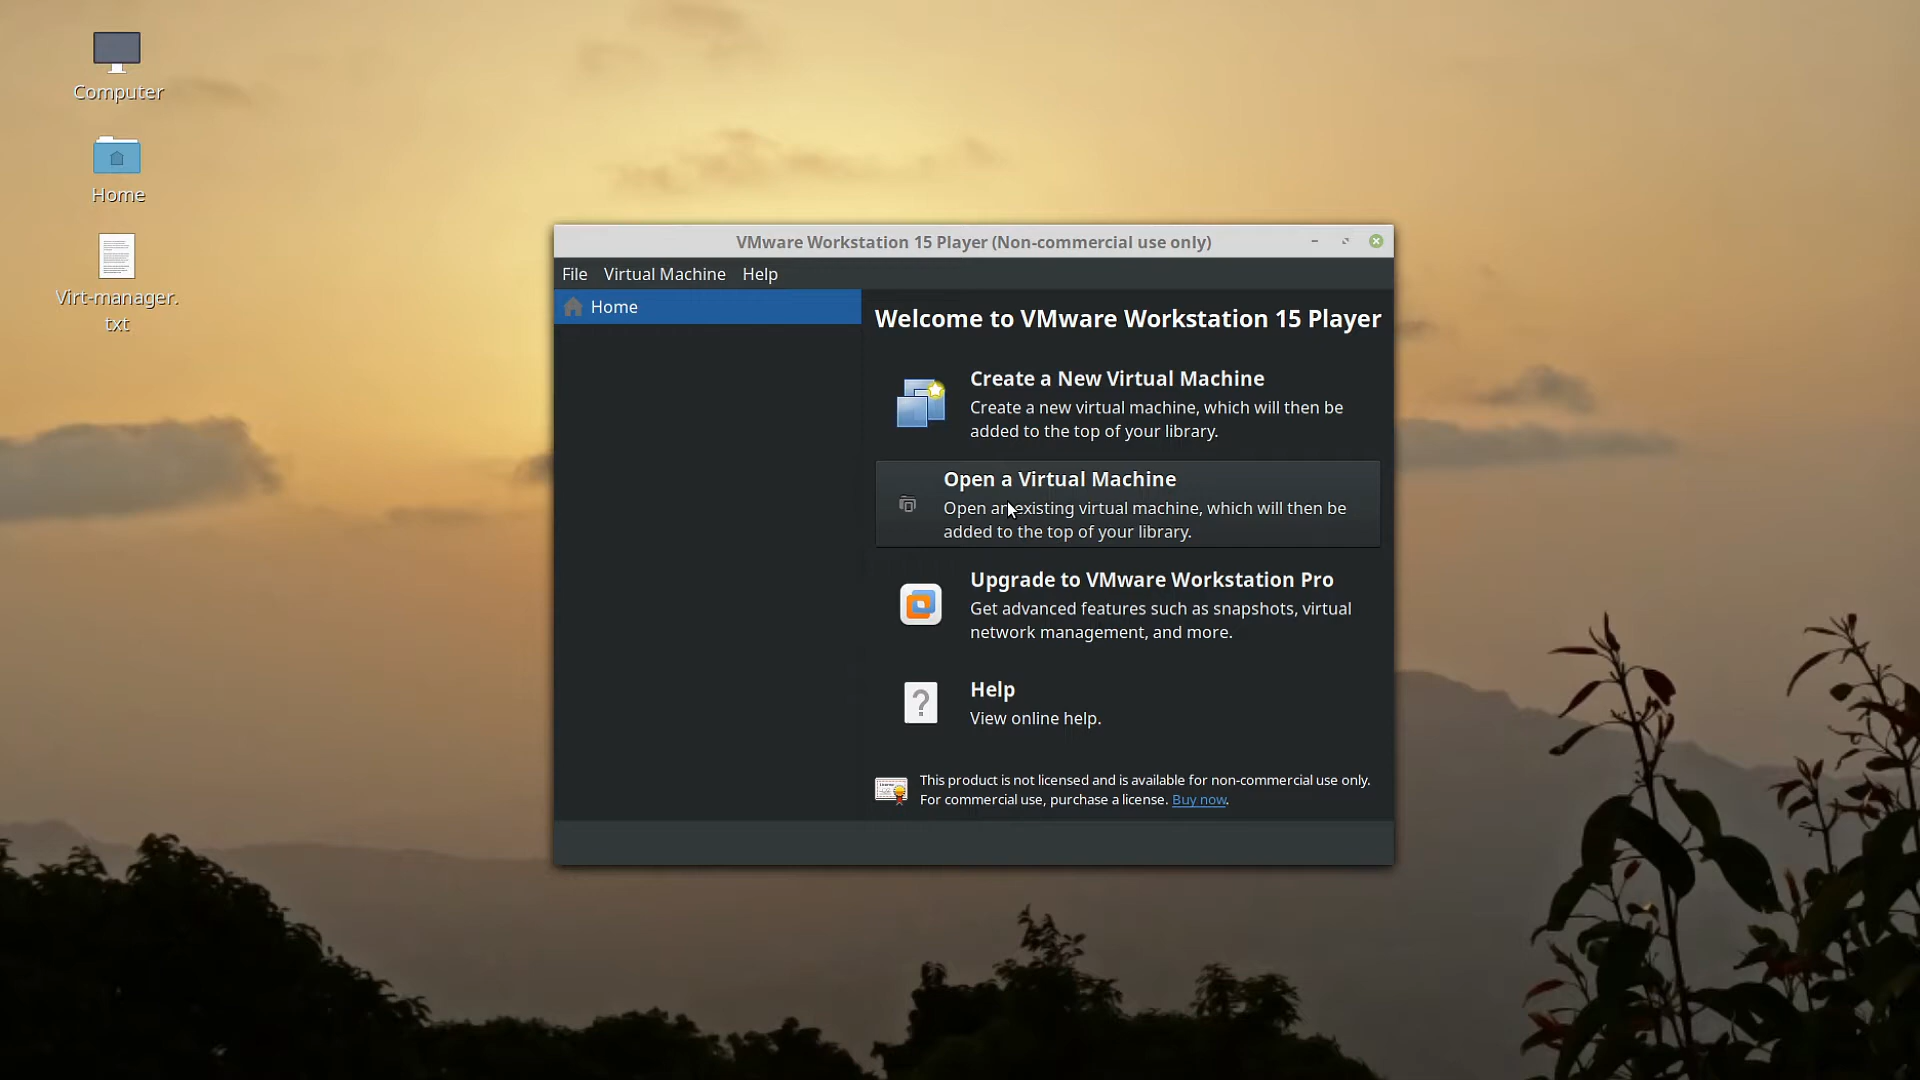 Computer
Home
Virt-manager.
txt
VMware Workstation 15 Player (Non-commercial use only)
File Virtual Machine Help
Home
Welcome to VMware Workstation 15 Player
Create a New Virtual Machine
Create a new virtual machine, which will then be
added to the top of your library.
Open a Virtual Machine
Open an existing virtual machine, which will then be
added to the top of your library.
Upgrade to VMware Workstation Pro
Get advanced features such as snapshots, virtual
network management, and more.
?
Help
View online help.
This product is not licensed and is available for non-commercial use only.
For commercial use, purchase a license. Buy now.